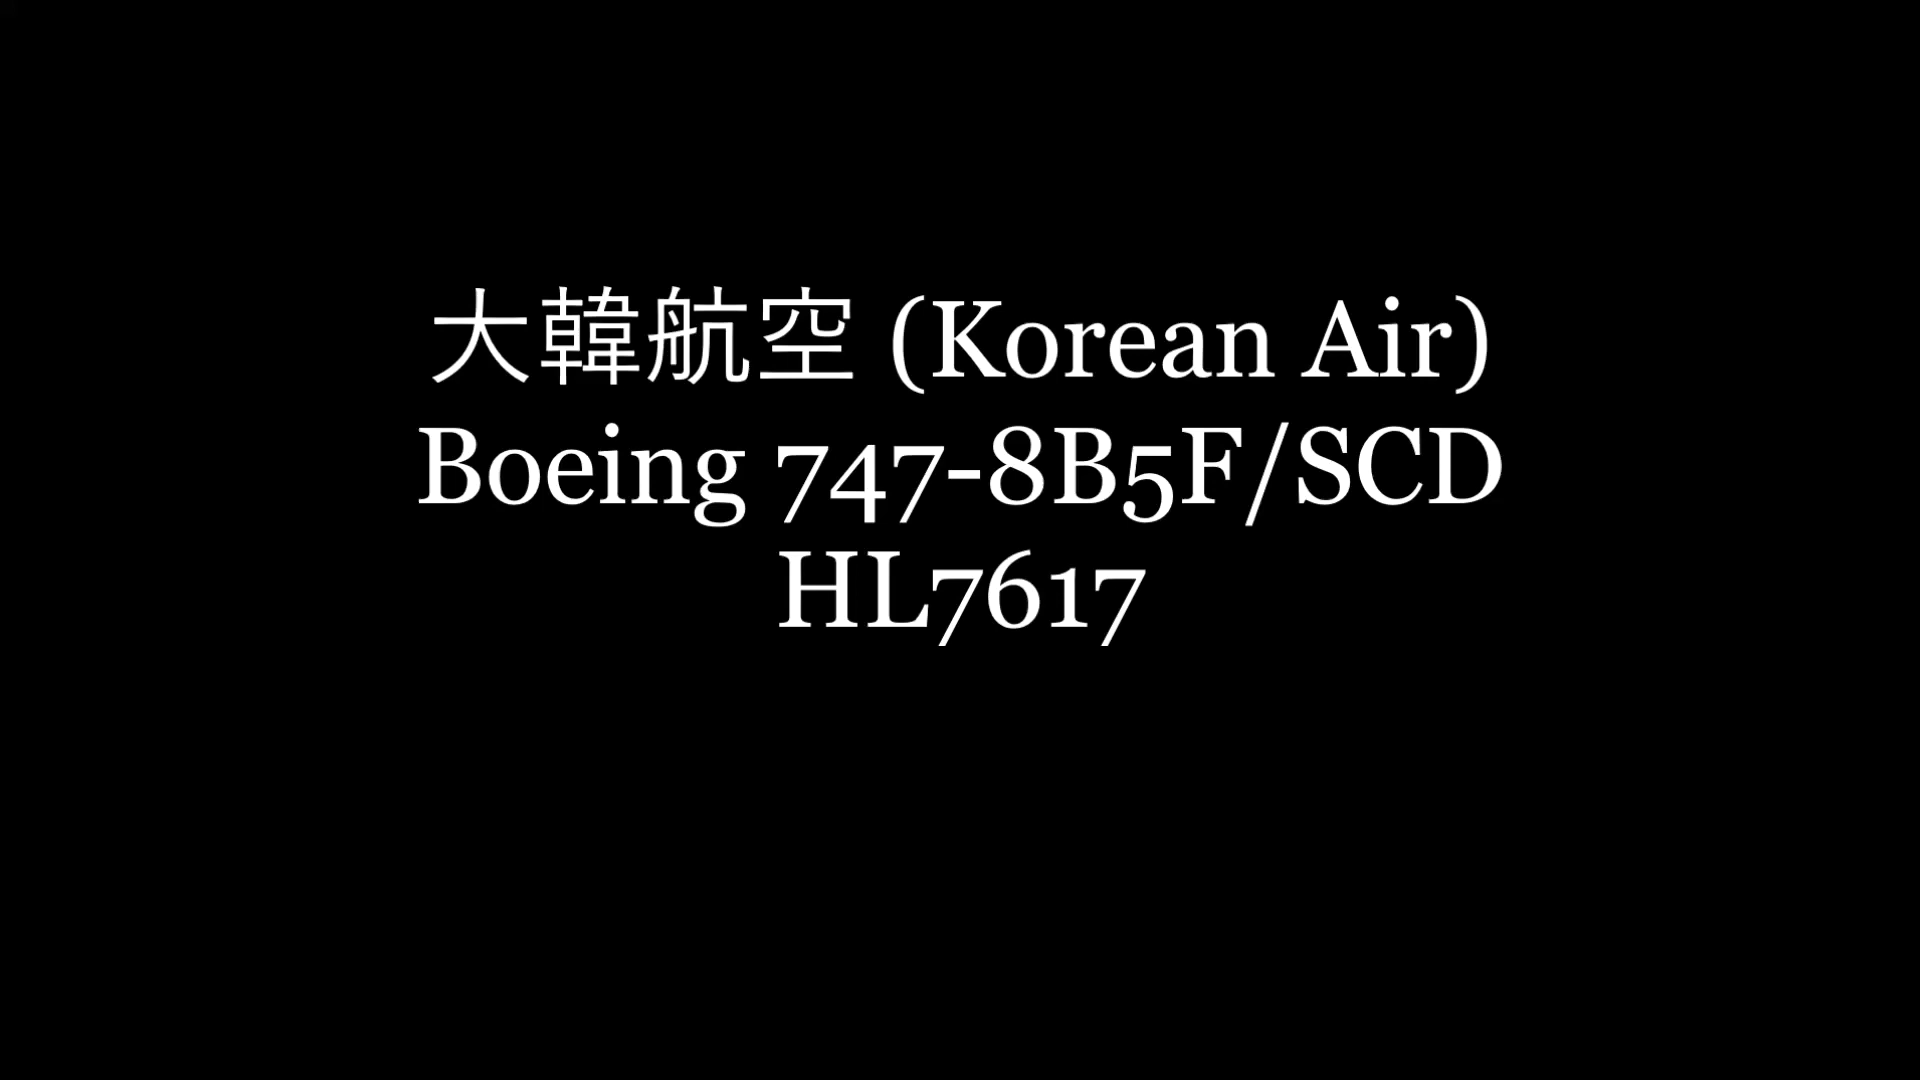 大韓航空 (Korean Air)
Boeing 747-8B5F/SCD
HL7617